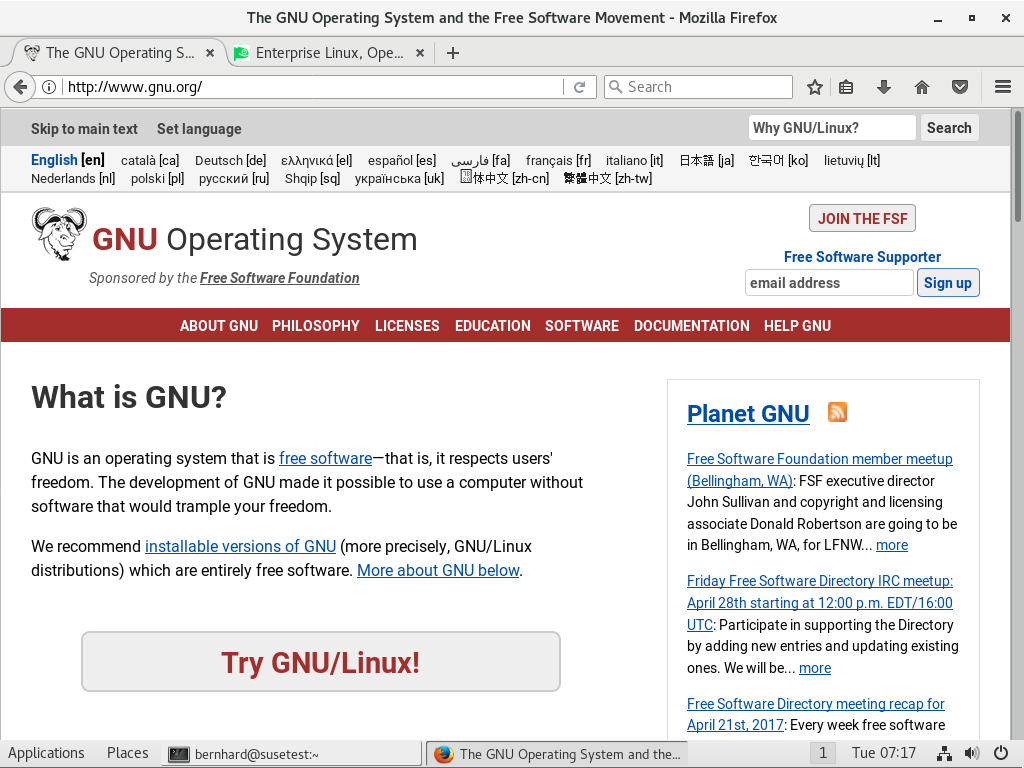 The GNU Operating System and the Free Software Movement - Mozilla Firefox
The GNU Operating S... Enterprise Linux, Ope...
http://www.gnu.org/ Search
Skip to main text Set language Why GNU/Linux? Search
English [en] català [ca] Deutsch [de] ελληνικά [el] español [es] فارسی [fa] français [fr] italiano [it] 日本語 [ja] 한국어 [ko] lietuvių [lt]
Nederlands [nl] polski [pl] русский [ru] Shqip [sq] українська [uk] 体中文 [zh-cn] 繁體中文 [zh-tw]
JOIN THE FSF
GNU Operating System
Free Software Supporter
Sponsored by the Free Software Foundation
email address Sign up
ABOUT GNU PHILOSOPHY LICENSES EDUCATION SOFTWARE DOCUMENTATION HELP GNU
What is GNU?
GNU is an operating system that is free software—that is, it respects users'
freedom. The development of GNU made it possible to use a computer without
software that would trample your freedom.
We recommend installable versions of GNU (more precisely, GNU/Linux
distributions) which are entirely free software. More about GNU below.
Try GNU/Linux!
Planet GNU
Free Software Foundation member meetup
(Bellingham, WA): FSF executive director
John Sullivan and copyright and licensing
associate Donald Robertson are going to be
in Bellingham, WA, for LFNW... more
Friday Free Software Directory IRC meetup:
April 28th starting at 12:00 p.m. EDT/16:00
UTC: Participate in supporting the Directory
by adding new entries and updating existing
ones. We will be... more
Free Software Directory meeting recap for
April 21st, 2017: Every week free software
Applications Places bernhard@susetest:~ The GNU Operating System and the... 1 Tue 07:17